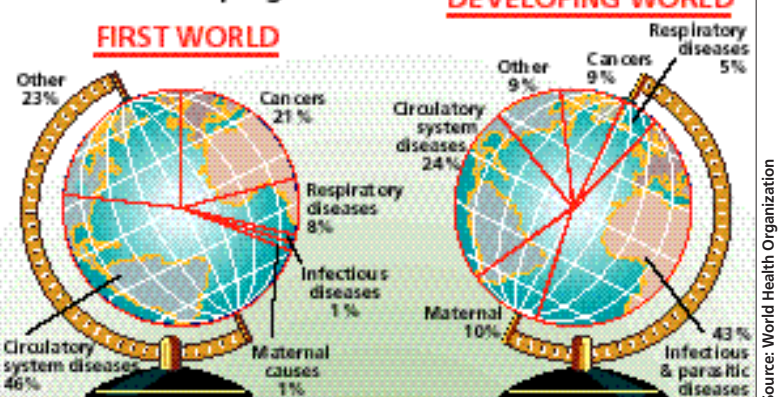 DEVELOPING WORLD
FIRST WORLD
Other
23%
Cancers
21%
Respiratory
diseases
8%
Infectious
diseases
1%
Maternal
causes
1%
Circulatory
system diseases
46%
Other
9%
Cancers
9%
Respiratory
diseases
5%
Circulatory
system
diseases
24%
Maternal
10%
43%
Infectious
& parasitic
diseases
Source: World Health Organization